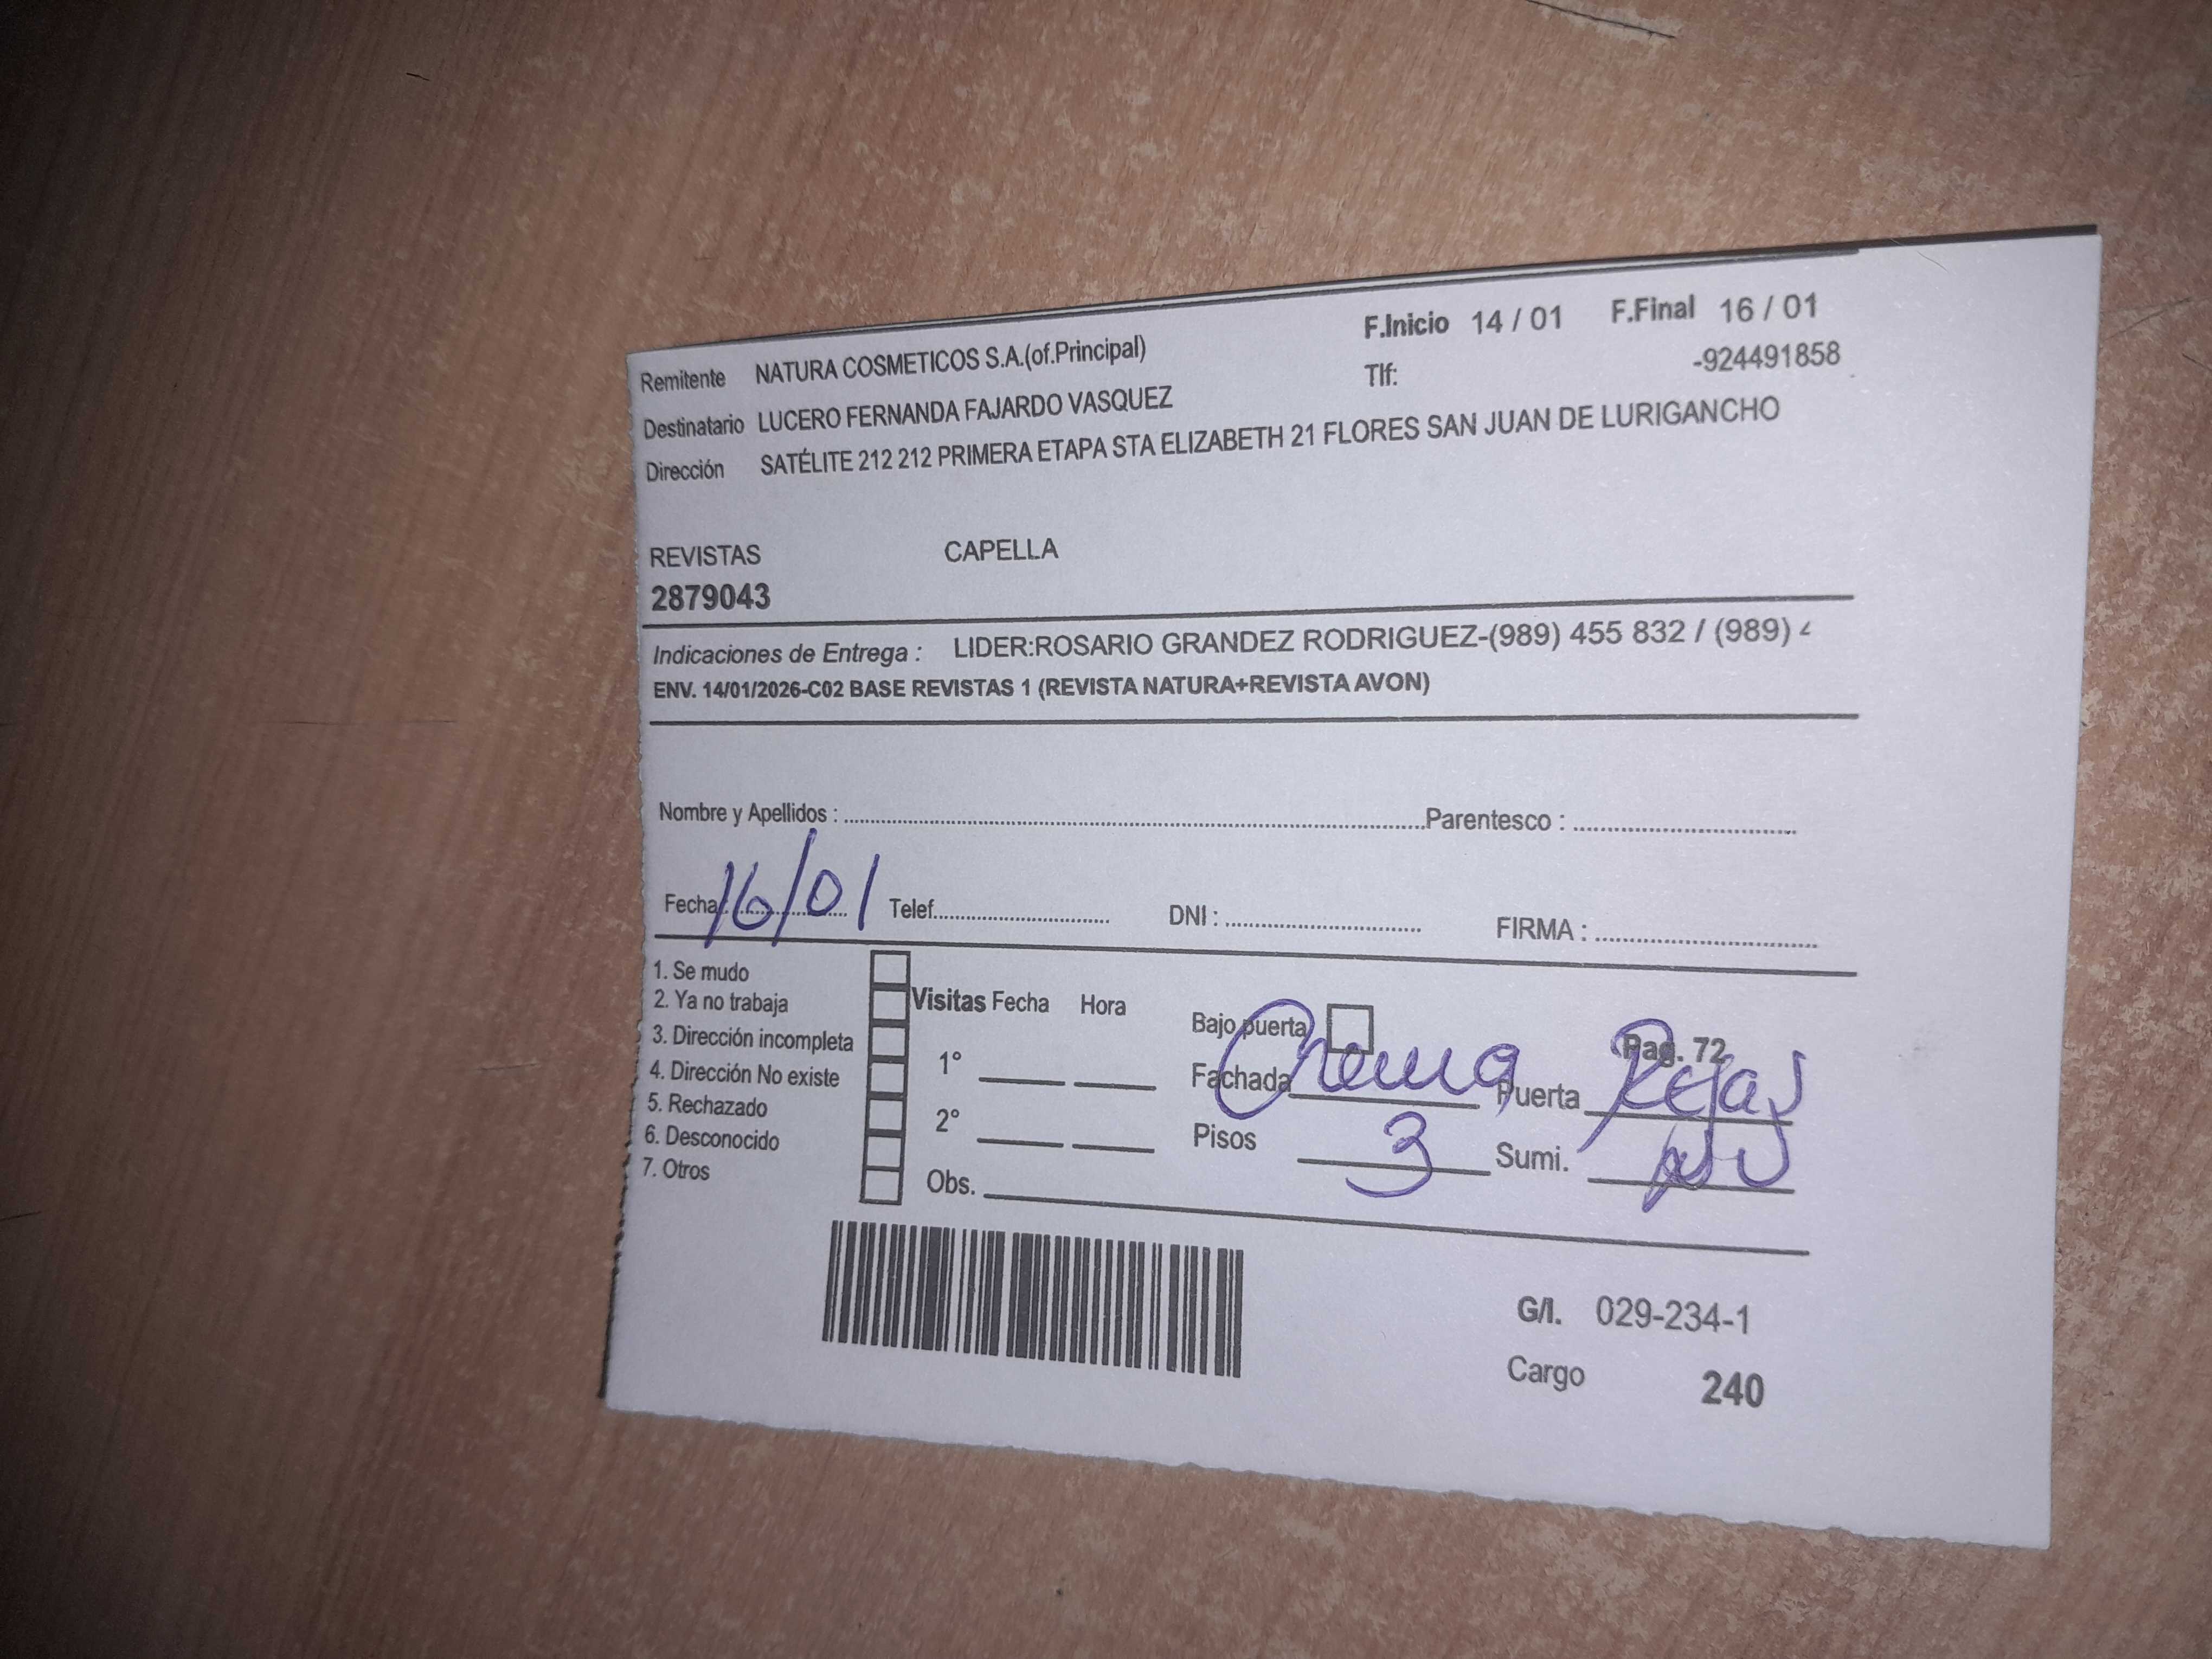 Remitente NATURA COSMETICOS S.A.(of.Principal) F.Inicio 14 / 01 F.Final 16 / 01
Destinatario LUCERO FERNANDA FAJARDO VASQUEZ Tlf: -924491858
Dirección SATÉLITE 212 212 PRIMERA ETAPA STA ELIZABETH 21 FLORES SAN JUAN DE LURIGANCHO
REVISTAS CAPELLA
2879043
Indicaciones de Entrega : LIDER:ROSARIO GRANDEZ RODRIGUEZ-(989) 455 832 / (989)
ENV. 14/01/2026-C02 BASE REVISTAS 1 (REVISTA NATURA+REVISTA AVON)
Nombre y Apellidos : Parentesco :
Fecha 16/01 Telef. DNI : FIRMA :
1. Se mudo
2. Ya no trabaja
3. Dirección incompleta
4. Dirección No existe
5. Rechazado
6. Desconocido
7. Otros
Visitas Fecha Hora
1°
2°
Obs.
Bajo puerta Pag. 72
Fachada Crema Puerta Rejas
Pisos 3 Sumi.
G/I. 029-234-1
Cargo 240